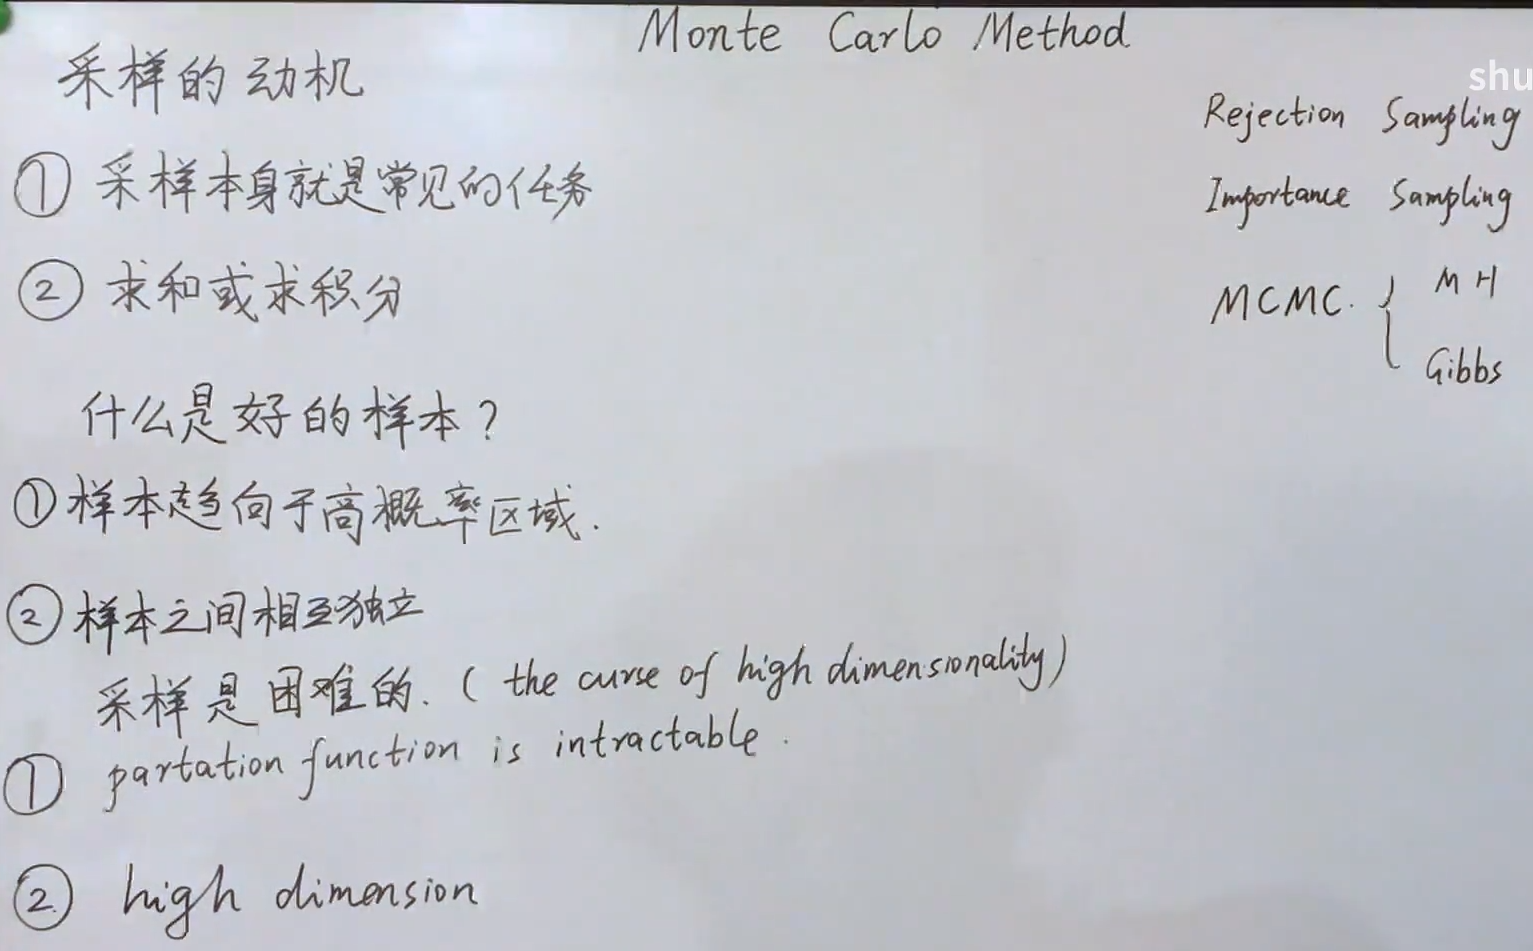 Monte Carlo Method
采样的动机
① 采样本身就是常见的任务
② 求和或求积分
什么是好的样本？
① 样本趋向于高概率区域.
② 样本之间相互独立
采样是困难的. ( the curse of high dimensionality)
① partation function is intractable.
② high dimension
shu
Rejection Sampling
Importance Sampling
MCMC. { MH
Gibbs